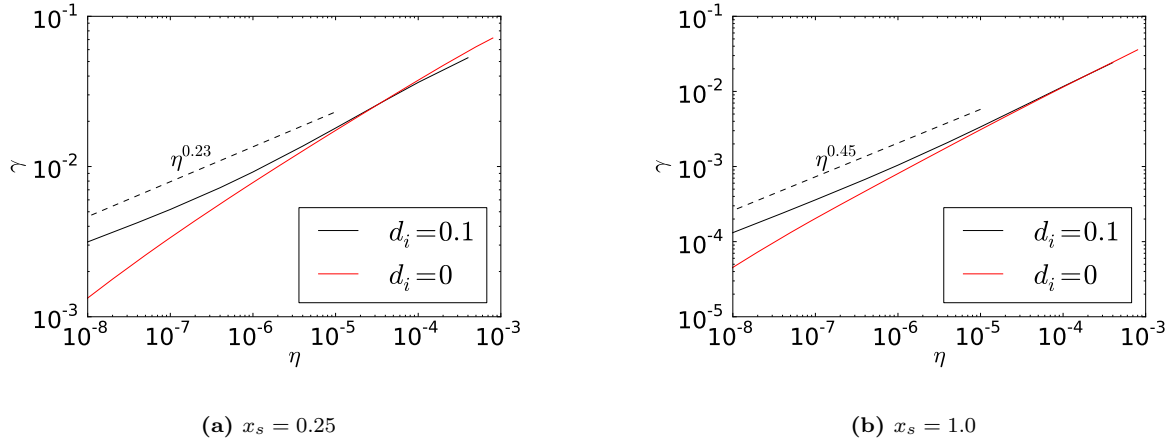 10⁻¹
10⁻²
10⁻³
γ
η^0.23
d_i=0.1
d_i=0
10⁻⁸ 10⁻⁷ 10⁻⁶ 10⁻⁵ 10⁻⁴ 10⁻³
η
(a) x_s = 0.25
10⁻¹
10⁻²
10⁻³
10⁻⁴
10⁻⁵
γ
η^0.45
d_i=0.1
d_i=0
10⁻⁸ 10⁻⁷ 10⁻⁶ 10⁻⁵ 10⁻⁴ 10⁻³
η
(b) x_s = 1.0